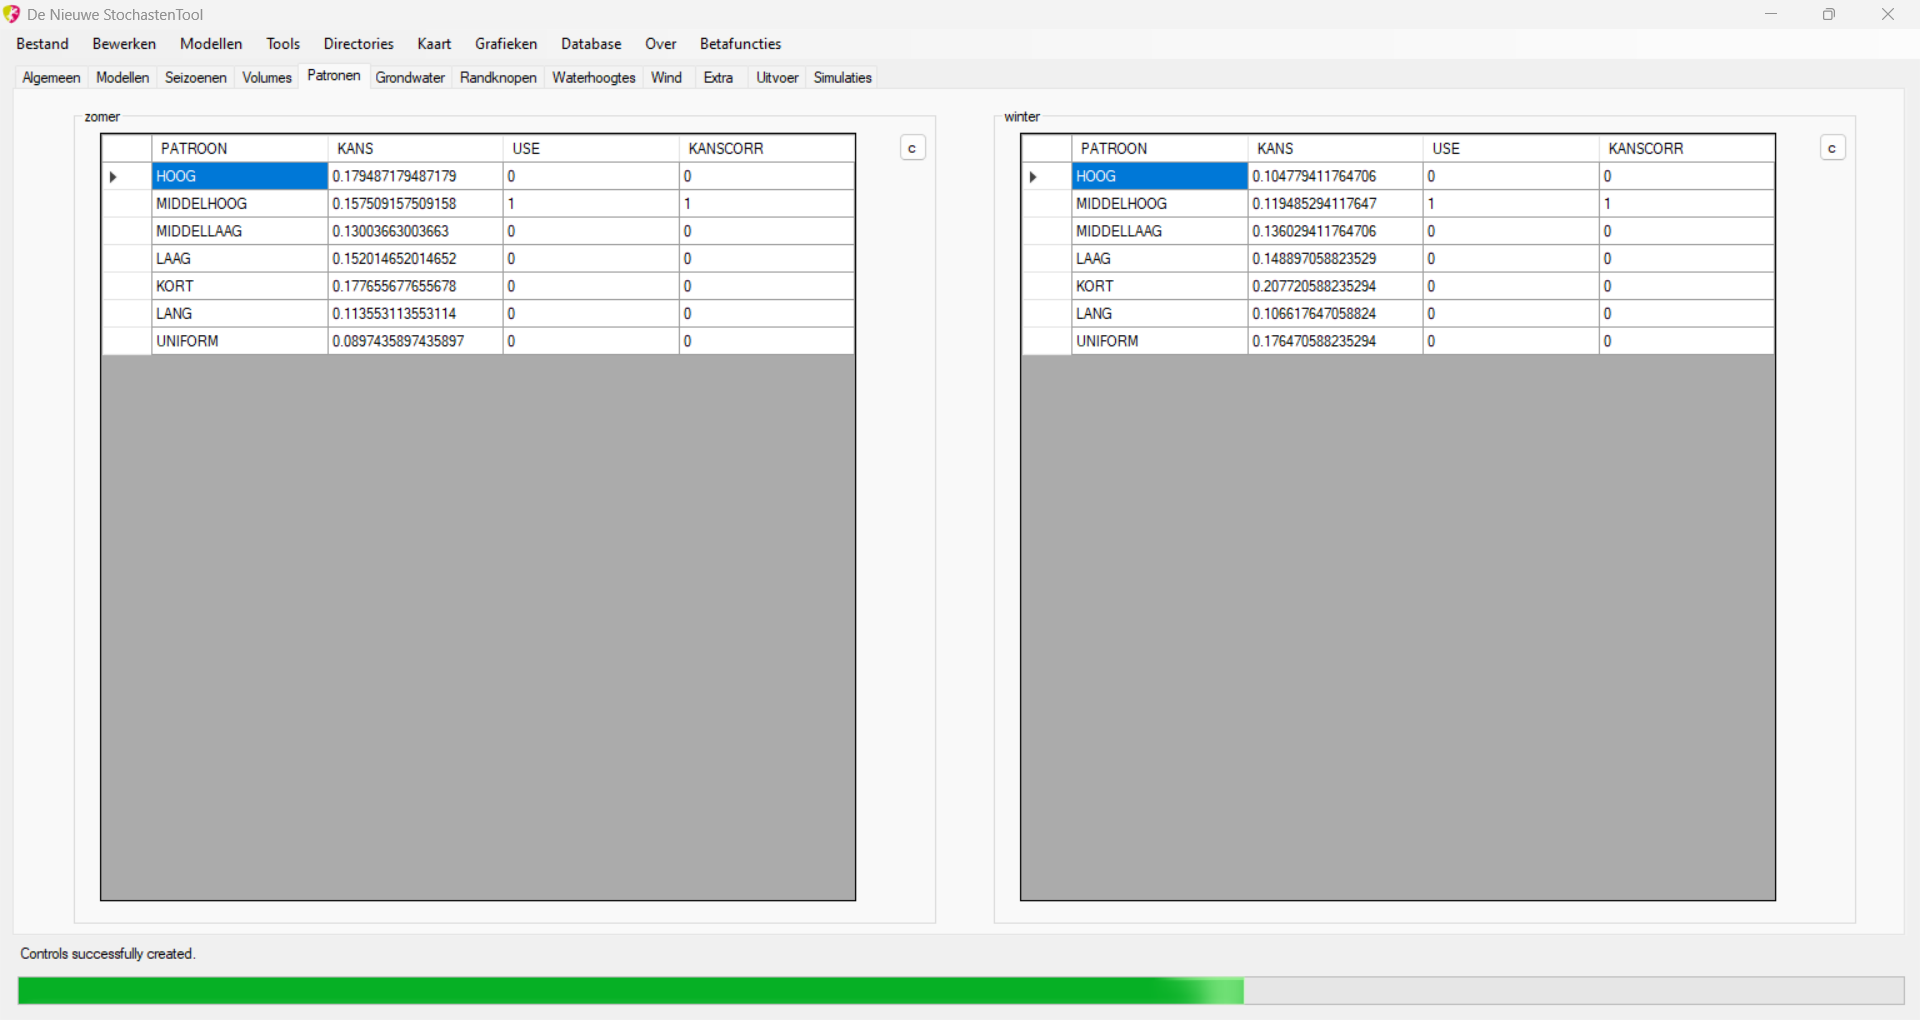 De Nieuwe StochastenTool
Bestand Bewerken Modellen Tools Directories Kaart Grafieken Database Over Betafuncties
Algemeen Modellen Seizoenen Volumes Patronen Grondwater Randknopen Waterhoogtes Wind Extra Uitvoer Simulaties
zomer
PATROON KANS USE KANSCORR
HOOG 0.179487179487179 0 0
MIDDELHOOG 0.157509157509158 1 1
MIDDELLAAG 0.13003663003663 0 0
LAAG 0.152014652014652 0 0
KORT 0.177655677655678 0 0
LANG 0.113553113553114 0 0
UNIFORM 0.0897435897435897 0 0
c
winter
PATROON KANS USE KANSCORR
HOOG 0.104779411764706 0 0
MIDDELHOOG 0.119485294117647 1 1
MIDDELLAAG 0.136029411764706 0 0
LAAG 0.148897058823529 0 0
KORT 0.207720588235294 0 0
LANG 0.106617647058824 0 0
UNIFORM 0.176470588235294 0 0
c
Controls successfully created.